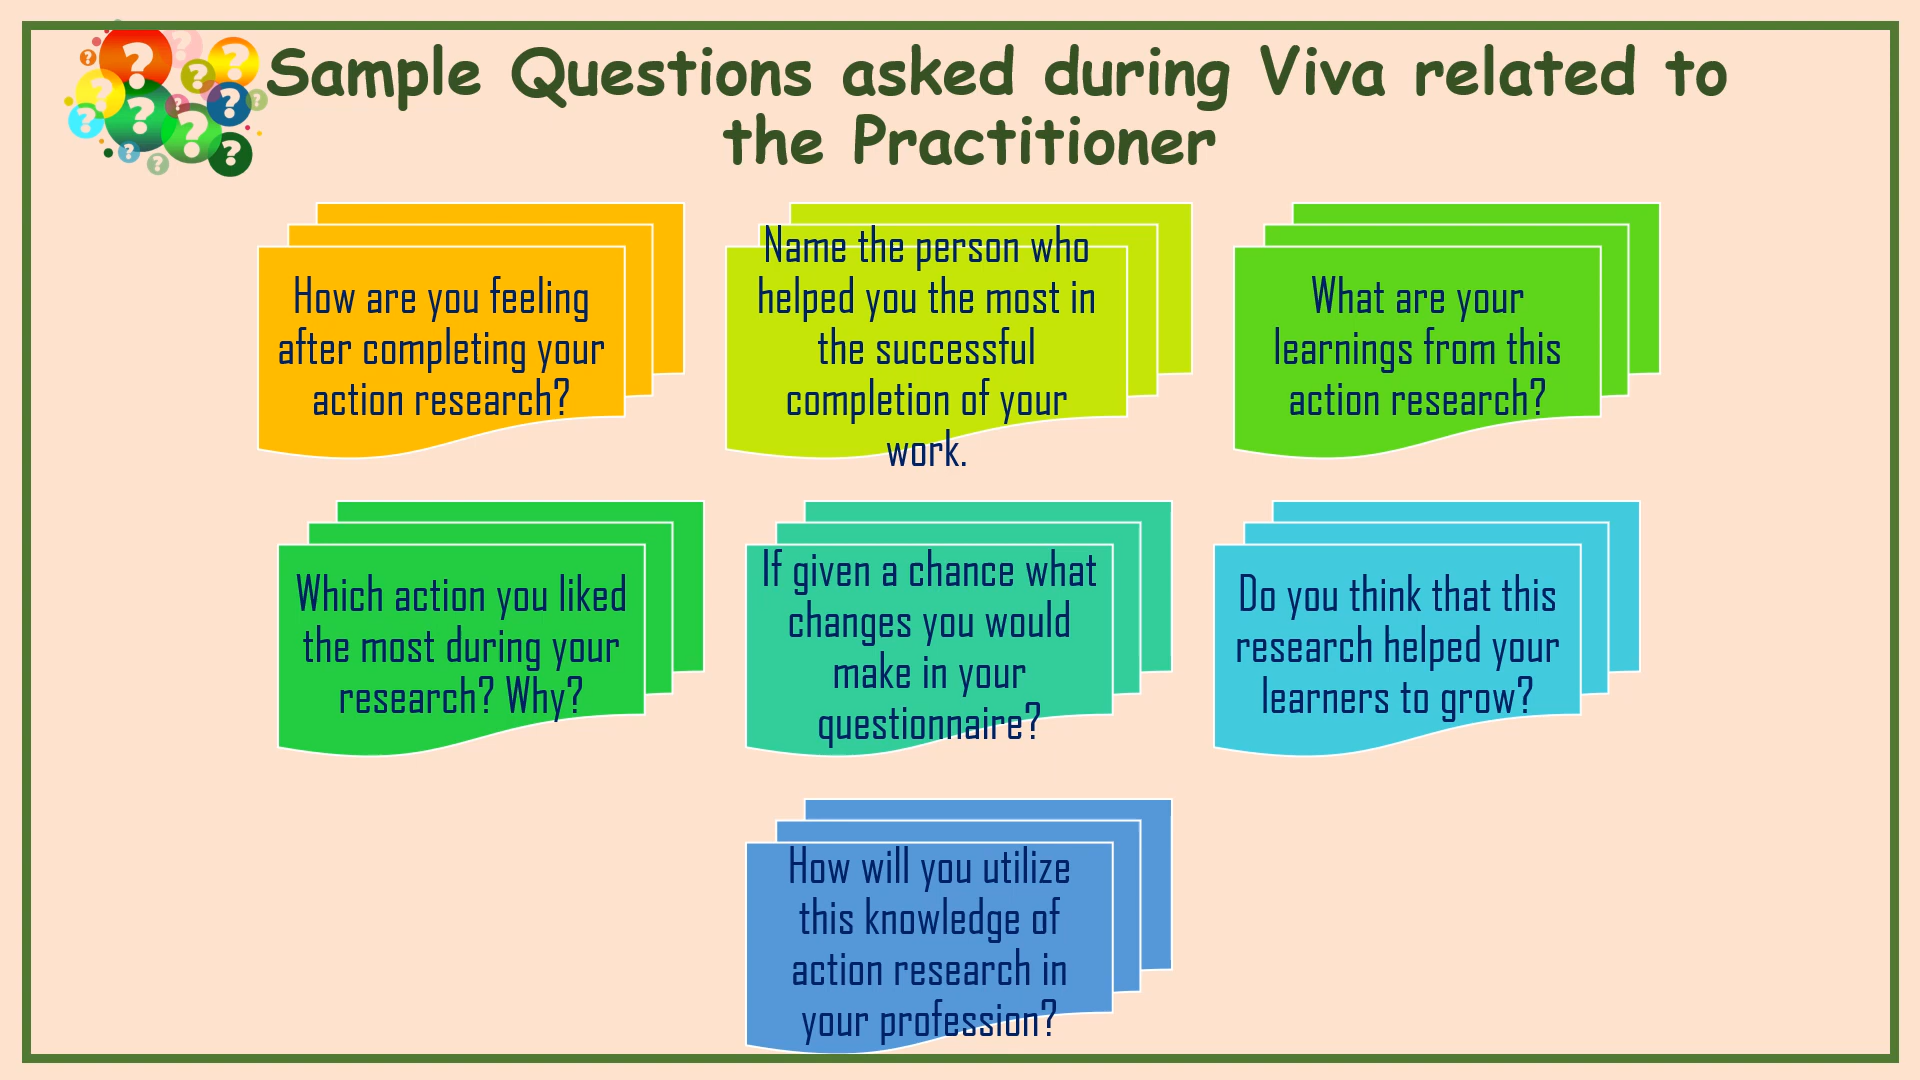 Sample Questions asked during Viva related to
the Practitioner
How are you feeling
after completing your
action research?
Name the person who
helped you the most in
the successful
completion of your
work.
What are your
learnings from this
action research?
Which action you liked
the most during your
research? Why?
If given a chance what
changes you would
make in your
questionnaire?
Do you think that this
research helped your
learners to grow?
How will you utilize
this knowledge of
action research in
your profession?